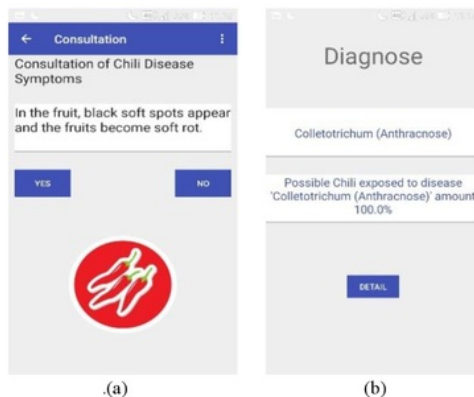 Consultation
Consultation of Chili Disease
Symptoms
In the fruit, black soft spots appear
and the fruits become soft rot.
YES
NO
.(a)
Diagnose
Colletotrichum (Anthracnose)
Possible Chili exposed to disease
'Colletotrichum (Anthracnose)' amount
100.0%
DETAIL
(b)